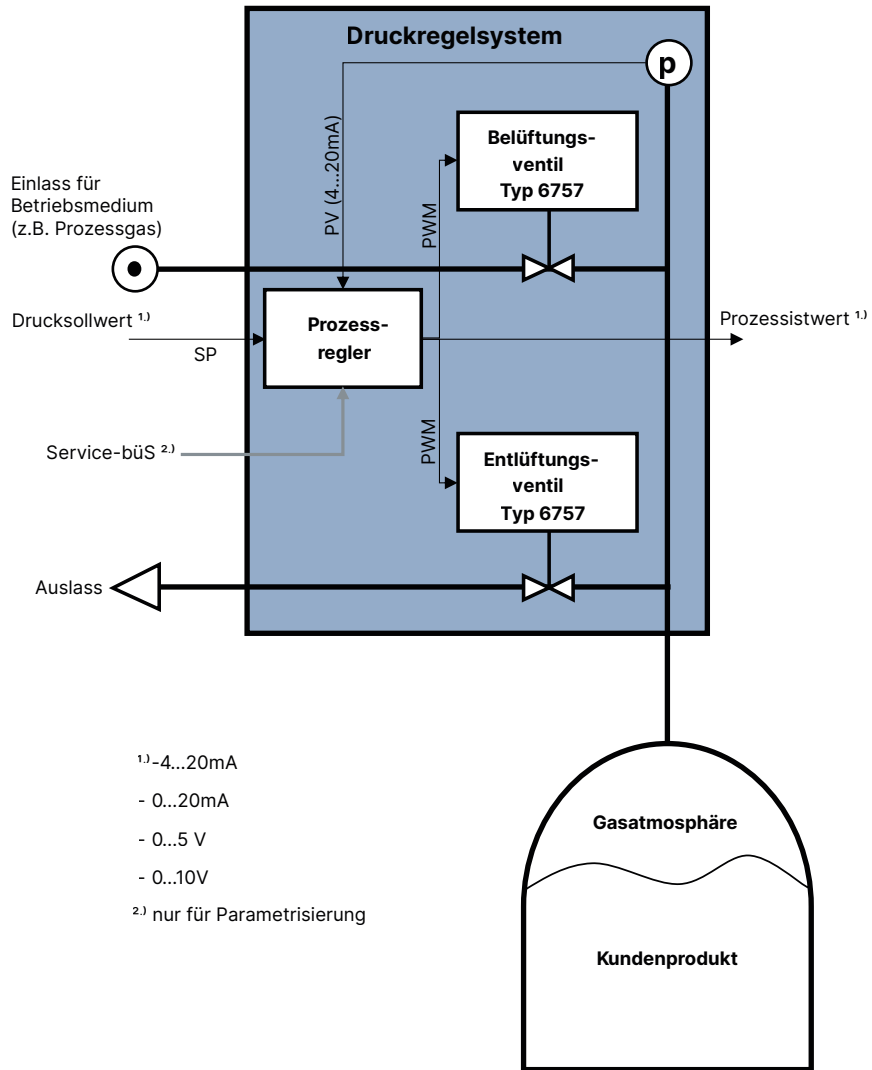 Druckregelsystem
p
PV (4...20mA)
Belüftungs-
ventil
Typ 6757
PWM
Einlass für
Betriebsmedium
(z.B. Prozessgas)
Drucksollwert ¹·⁾
SP
Prozess-
regler
Prozessistwert ¹·⁾
Service-büS ²·⁾
PWM
Entlüftungs-
ventil
Typ 6757
Auslass
¹·⁾-4...20mA
- 0...20mA
- 0...5 V
- 0...10V
²·⁾ nur für Parametrisierung
Gasatmosphäre
Kundenprodukt